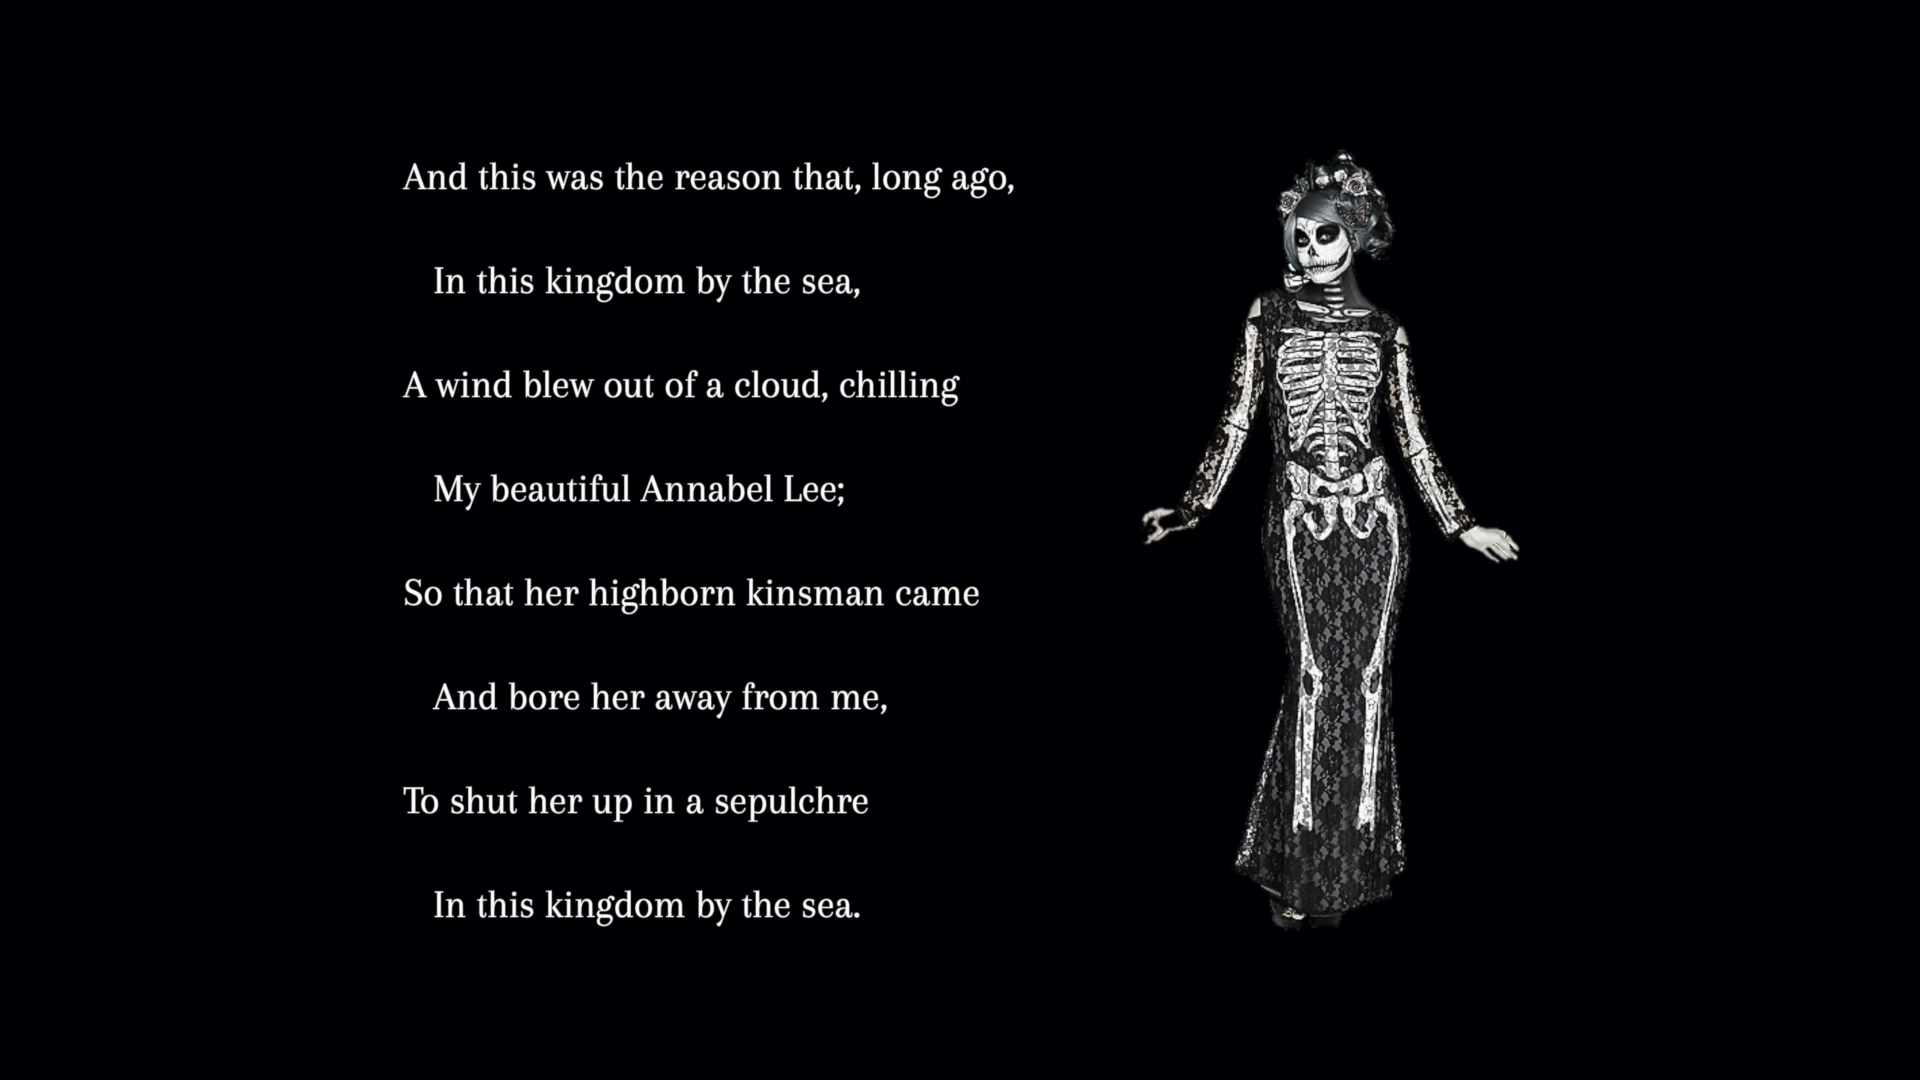 And this was the reason that, long ago,
In this kingdom by the sea,
A wind blew out of a cloud, chilling
My beautiful Annabel Lee;
So that her highborn kinsman came
And bore her away from me,
To shut her up in a sepulchre
In this kingdom by the sea.